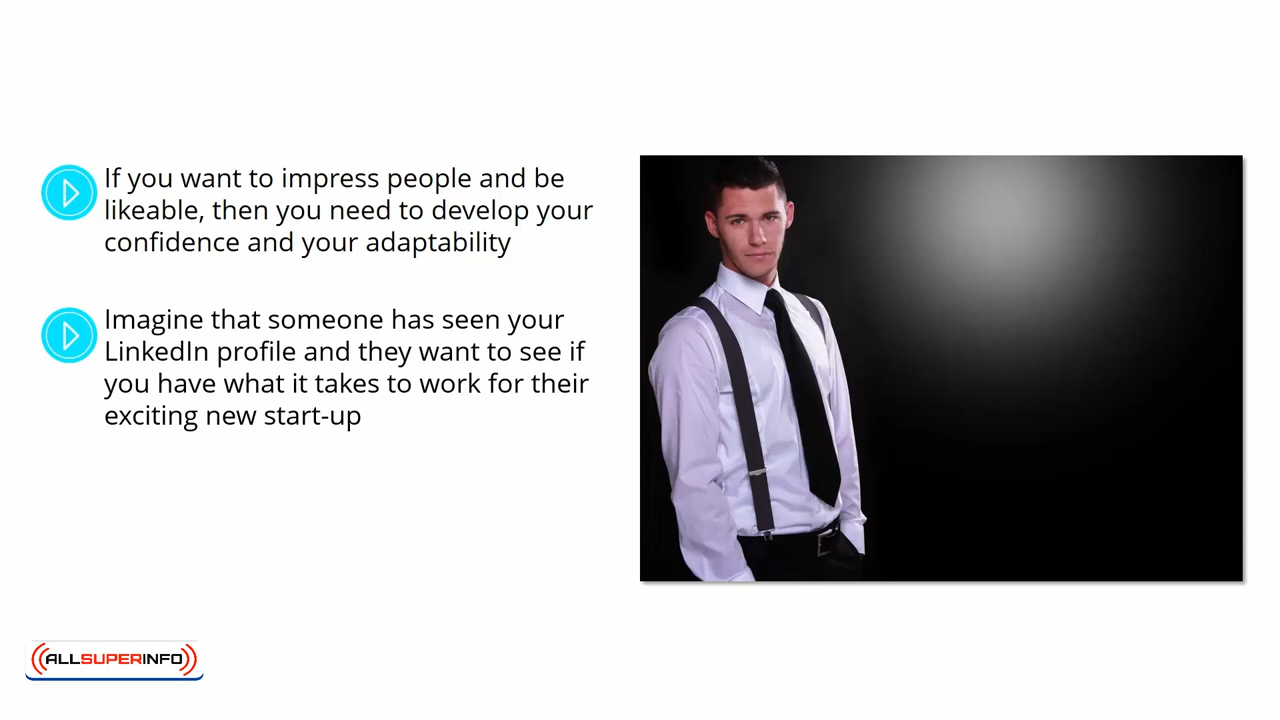 If you want to impress people and be
likeable, then you need to develop your
confidence and your adaptability
Imagine that someone has seen your
LinkedIn profile and they want to see if
you have what it takes to work for their
exciting new start-up
ALLSUPERINFO